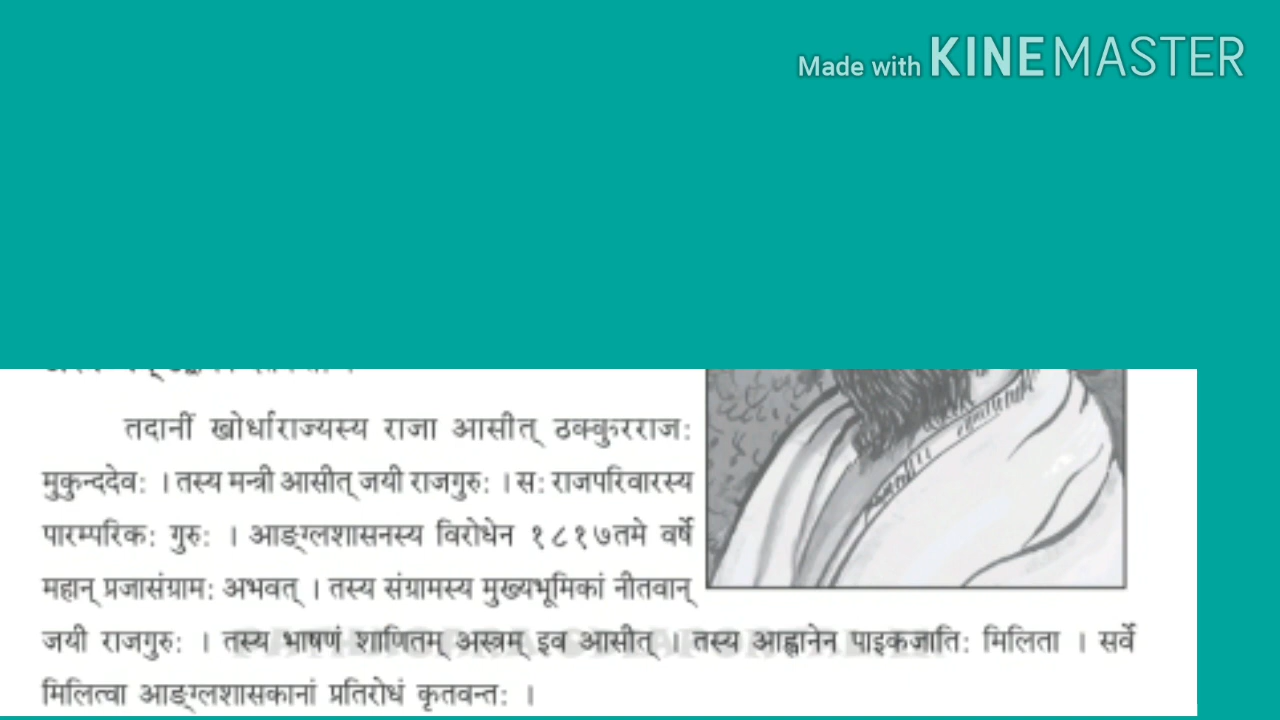 Made with KINEMASTER
तदानीं खोर्धाराज्यस्य राजा आसीत् ठक्कुरराजः
मुकुन्ददेवः । तस्य मन्त्री आसीत् जयी राजगुरुः । सः राजपरिवारस्य
पारम्परिकः गुरुः । आङ्ग्लशासनस्य विरोधेन १८१७तमे वर्षे
महान् प्रजासंग्रामः अभवत् । तस्य संग्रामस्य मुख्यभूमिकां नीतवान्
जयी राजगुरुः । तस्य भाषणं शाणितम् अस्त्रम् इव आसीत् । तस्य आह्वानेन पाइकजातिः मिलिता । सर्वे
मिलित्वा आङ्ग्लशासकानां प्रतिरोधं कृतवन्तः ।